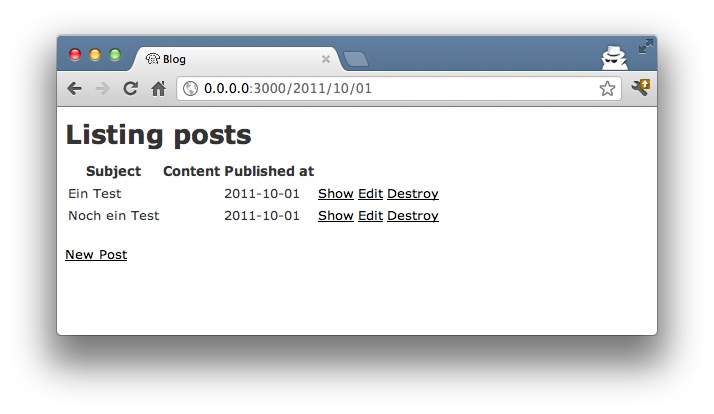 Blog
0.0.0.0:3000/2011/10/01
Listing posts
Subject Content Published at
Ein Test 2011-10-01 Show Edit Destroy
Noch ein Test 2011-10-01 Show Edit Destroy
New Post